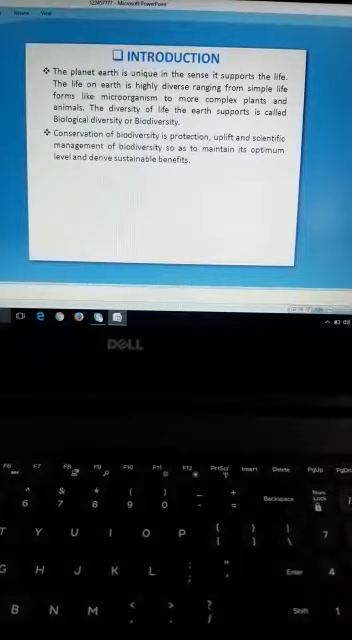 122457777 - Microsoft PowerPoint
Review View
❑ INTRODUCTION
❖ The planet earth is unique in the sense it supports the life.
The life on earth is highly diverse ranging from simple life
forms like microorganism to more complex plants and
animals. The diversity of life the earth supports is called
Biological diversity or Biodiversity.
❖ Conservation of biodiversity is protection, uplift and scientific
management of biodiversity so as to maintain its optimum
level and derive sustainable benefits.
DELL
F6 F7 F8 F9 F10 F11 F12 PrtScr Insert Delete PgUp PgDn
^ & * ( ) _ + Backspace Num Lock
6 7 8 9 0 - =
T Y U I O P { } | 7
[ ] \
G H J K L : " Enter 4
; '
B N M < > ? Shift 1
, . /